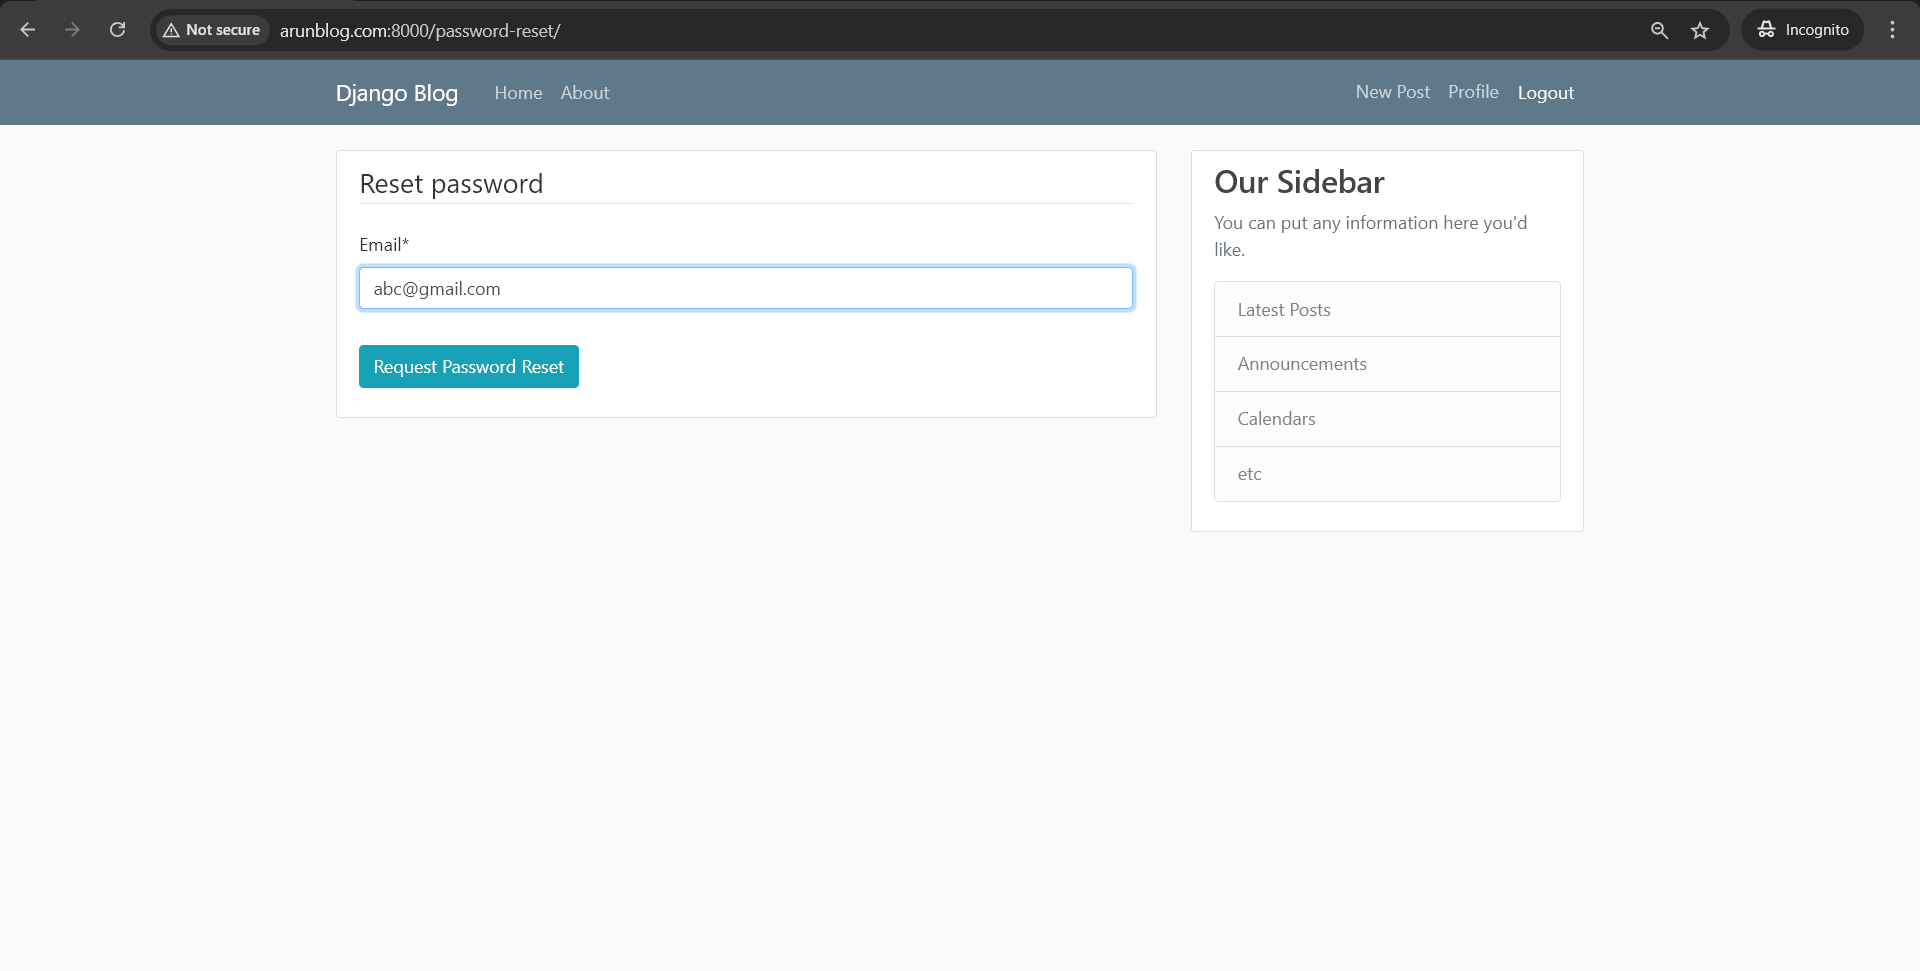 Not secure
arunblog.com:8000/password-reset/
Incognito
Django Blog
Home
About
New Post
Profile
Logout
Reset password
Email*
abc@gmail.com
Request Password Reset
Our Sidebar
You can put any information here you'd
like.
Latest Posts
Announcements
Calendars
etc